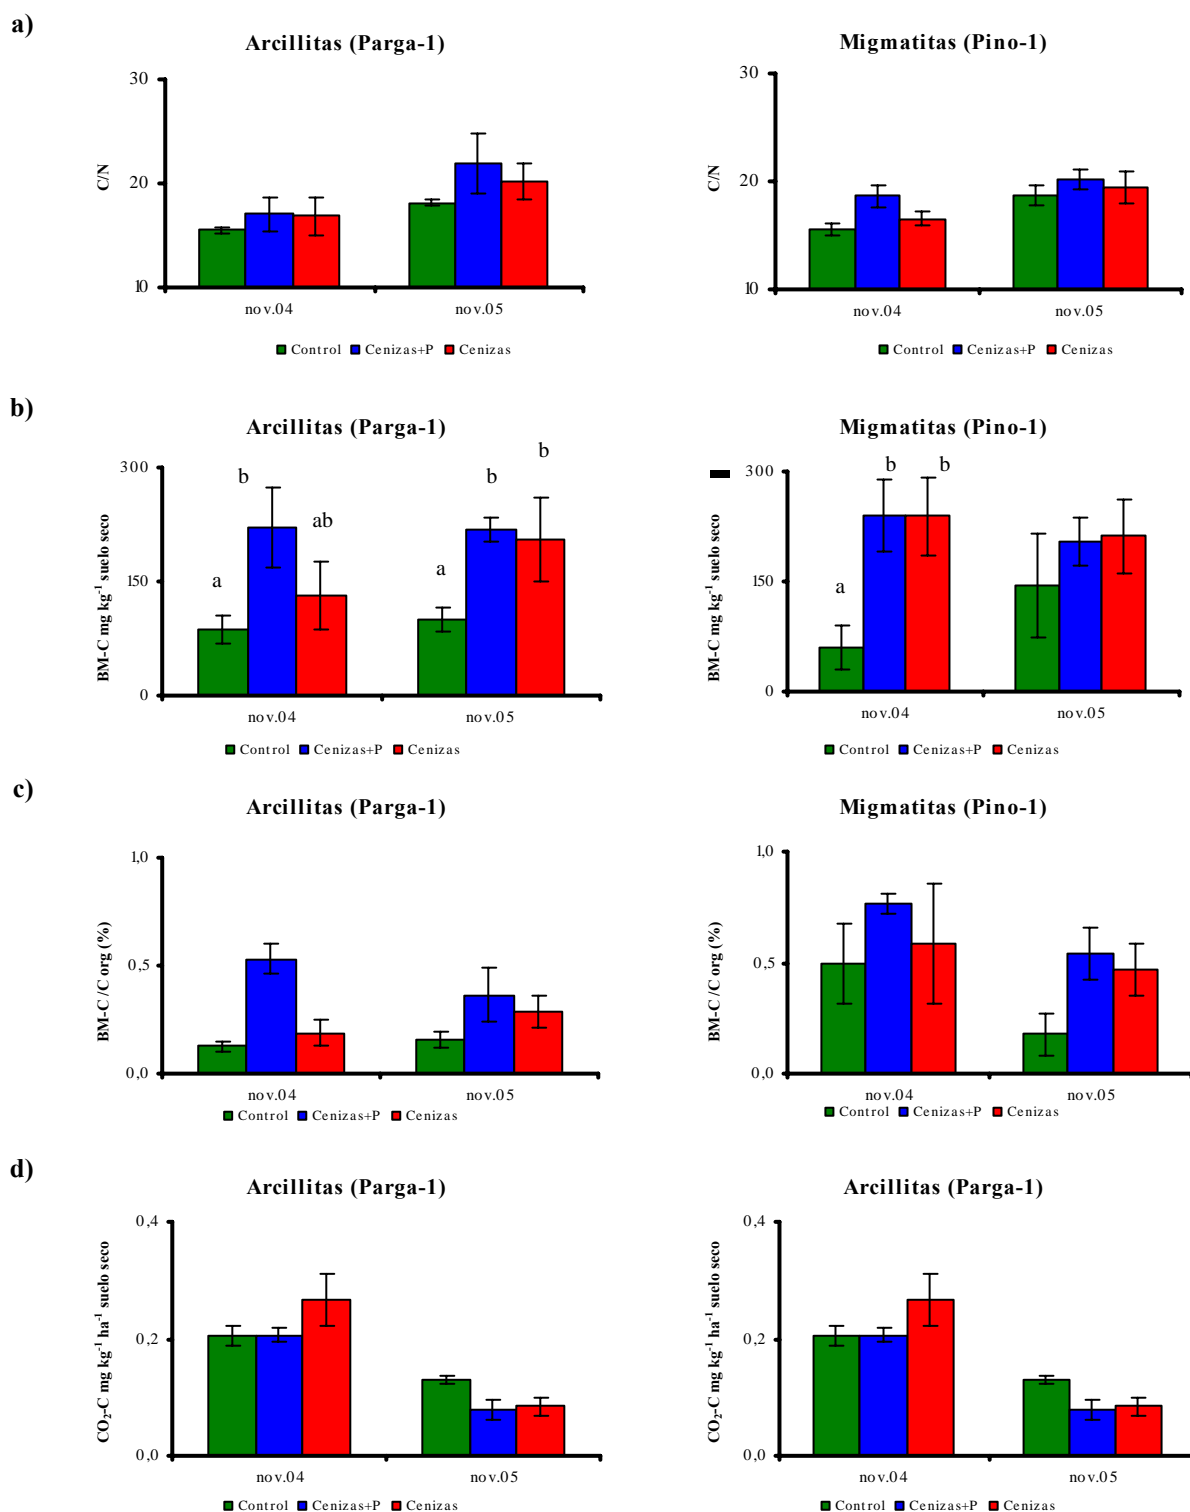 a)
Arcillitas (Parga-1)
30
20
10
C/N
nov.04 nov.05
Control Cenizas+P Cenizas
Migmatitas (Pino-1)
30
20
10
C/N
nov.04 nov.05
Control Cenizas+P Cenizas
b)
Arcillitas (Parga-1)
300
150
0
BM-C mg kg⁻¹ suelo seco
a b ab a b b
nov.04 nov.05
Control Cenizas+P Cenizas
Migmatitas (Pino-1)
300
150
0
BM-C mg kg⁻¹ suelo seco
a b b
nov.04 nov.05
Control Cenizas+P Cenizas
c)
Arcillitas (Parga-1)
1,0
0,5
0,0
BM-C /C org (%)
nov.04 nov.05
Control Cenizas+P Cenizas
Migmatitas (Pino-1)
1,0
0,5
0,0
BM-C /C org (%)
nov.04 nov.05
Control Cenizas+P Cenizas
d)
Arcillitas (Parga-1)
0,4
0,2
0,0
CO₂-C mg kg⁻¹ ha⁻¹ suelo seco
nov.04 nov.05
Control Cenizas+P Cenizas
Arcillitas (Parga-1)
0,4
0,2
0,0
CO₂-C mg kg⁻¹ ha⁻¹ suelo seco
nov.04 nov.05
Control Cenizas+P Cenizas